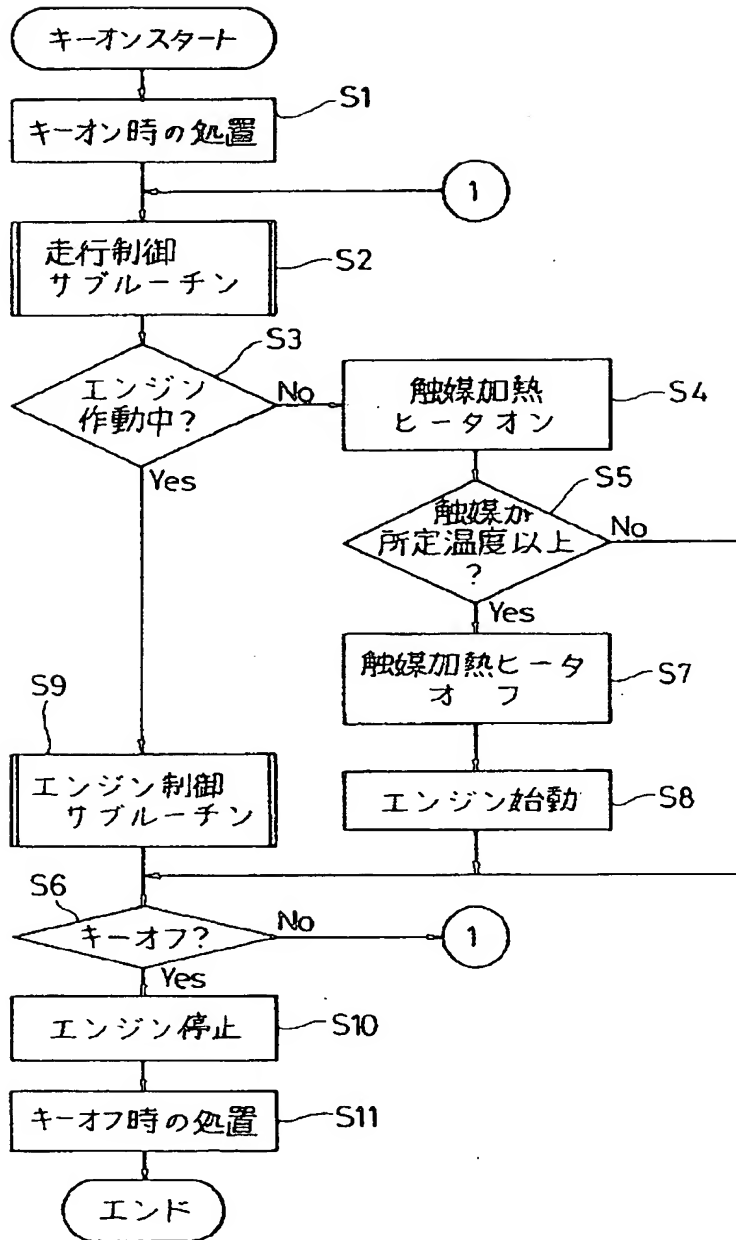 キーオンスタート
S1
キーオン時の処置
1
走行制御
サブルーチン
S2
S3
エンジン
作動中?
No
Yes
触媒加熱
ヒータオン
S4
S5
触媒が
所定温度以上
?
No
Yes
触媒加熱ヒータ
オフ
S7
S9
エンジン制御
サブルーチン
エンジン始動
S8
S6
キーオフ?
No
1
Yes
エンジン停止
S10
キーオフ時の処置
S11
エンド